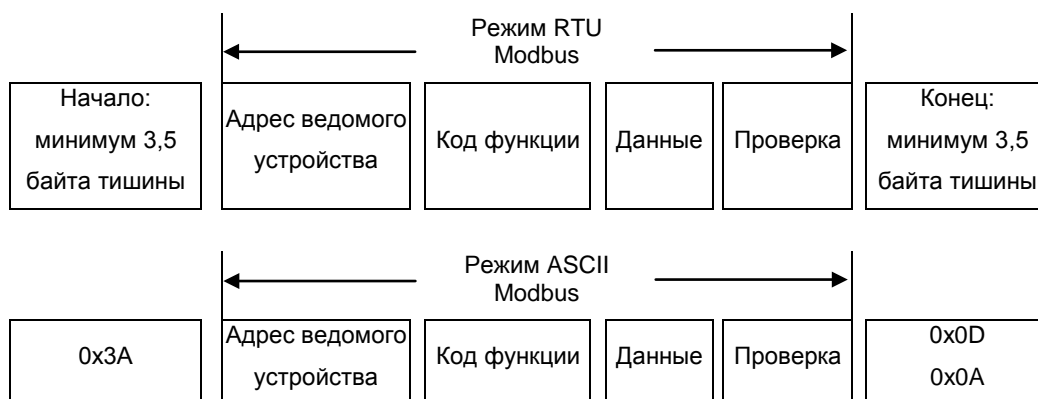 Режим RTU
Modbus
Начало:
минимум 3,5
байта тишины
Адрес ведомого
устройства
Код функции
Данные
Проверка
Конец:
минимум 3,5
байта тишины
Режим ASCII
Modbus
0x3A
Адрес ведомого
устройства
Код функции
Данные
Проверка
0x0D
0x0A